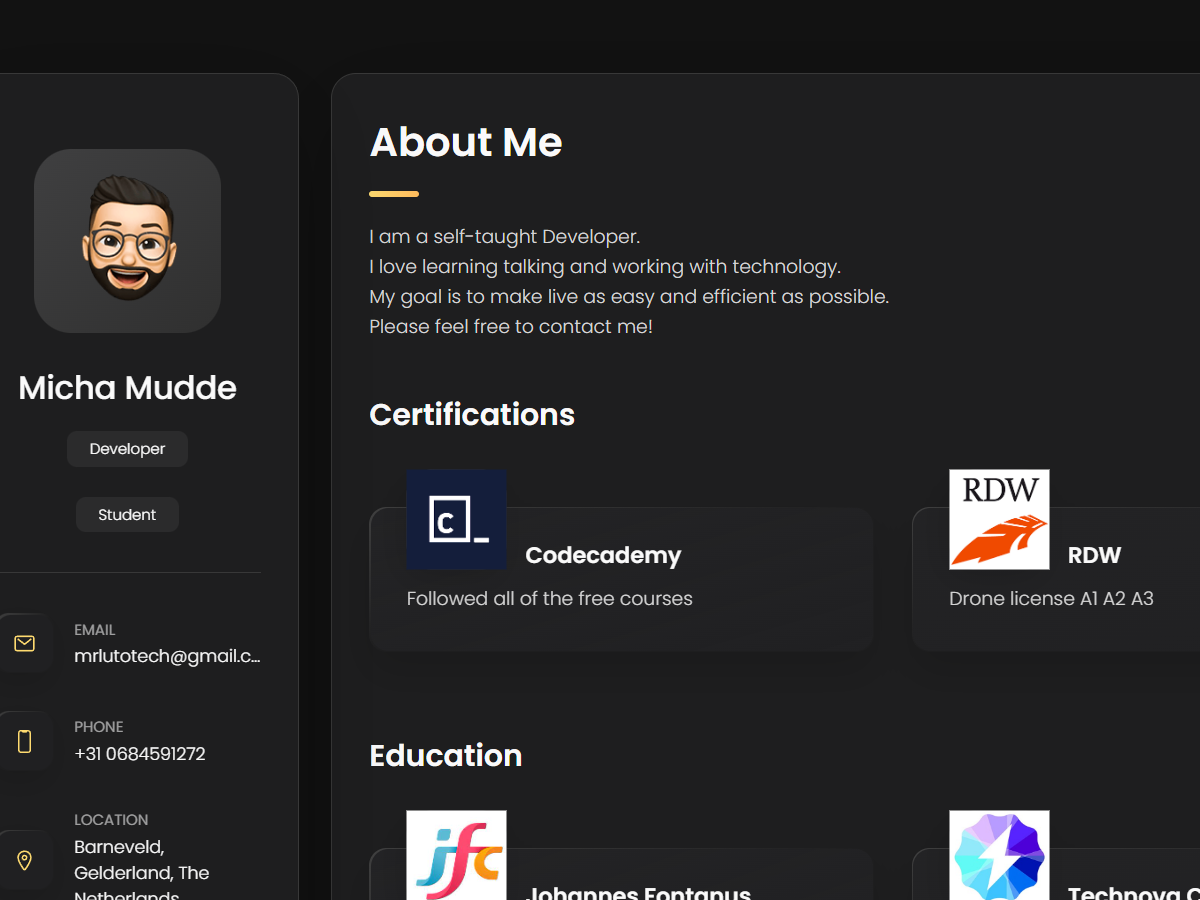 Micha Mudde
Developer
Student
EMAIL
mrlutotech@gmail.c...
PHONE
+31 0684591272
LOCATION
Barneveld,
Gelderland, The
Netherlands
About Me
I am a self-taught Developer.
I love learning talking and working with technology.
My goal is to make live as easy and efficient as possible.
Please feel free to contact me!
Certifications
C_
Codecademy
Followed all of the free courses
RDW
RDW
Drone license A1 A2 A3
Education
jfc
Johannes Fontanus
Technova C